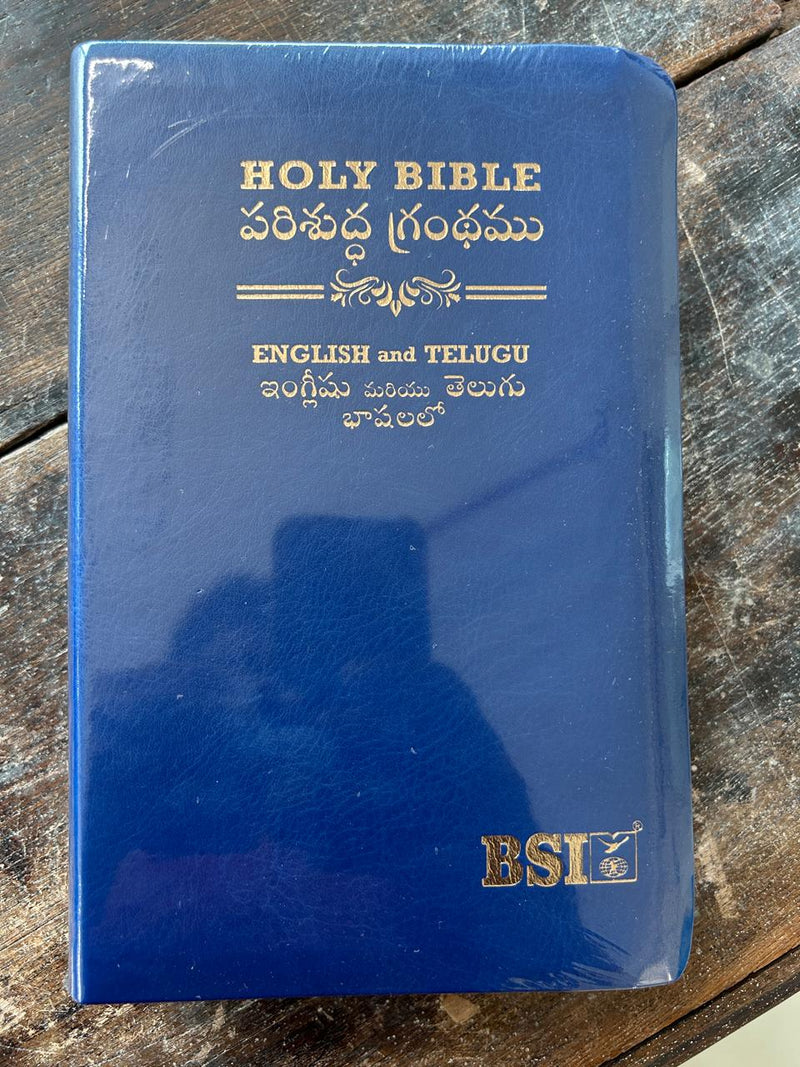 HOLY BIBLE
పరిశుద్ధ గ్రంథము
ENGLISH and TELUGU
ఇంగ్లీషు మరియు తెలుగు
భాషలలో
BSI®